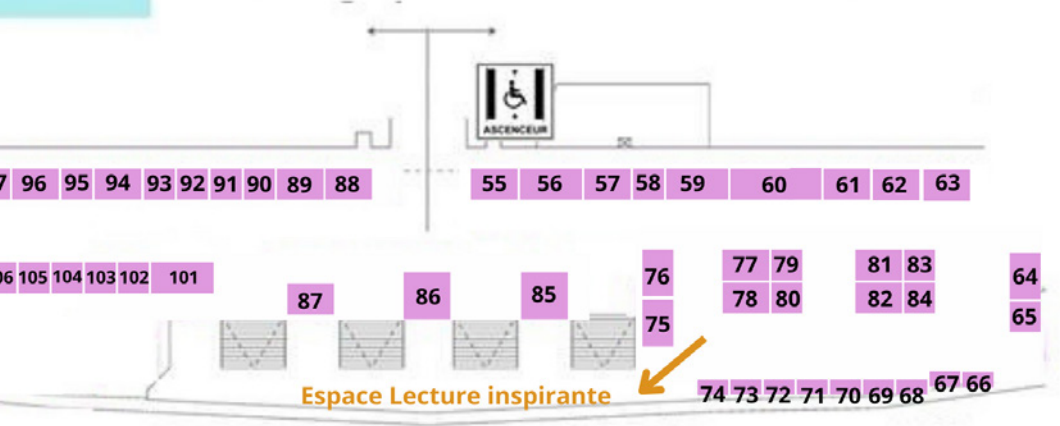 ASCENCEUR
96 95 94 93 92 91 90 89 88 55 56 57 58 59 60 61 62 63
105 104 103 102 101
76 77 79 81 83 64
87 86 85 78 80 82 84
75 65
Espace Lecture inspirante
74 73 72 71 70 69 68 67 66